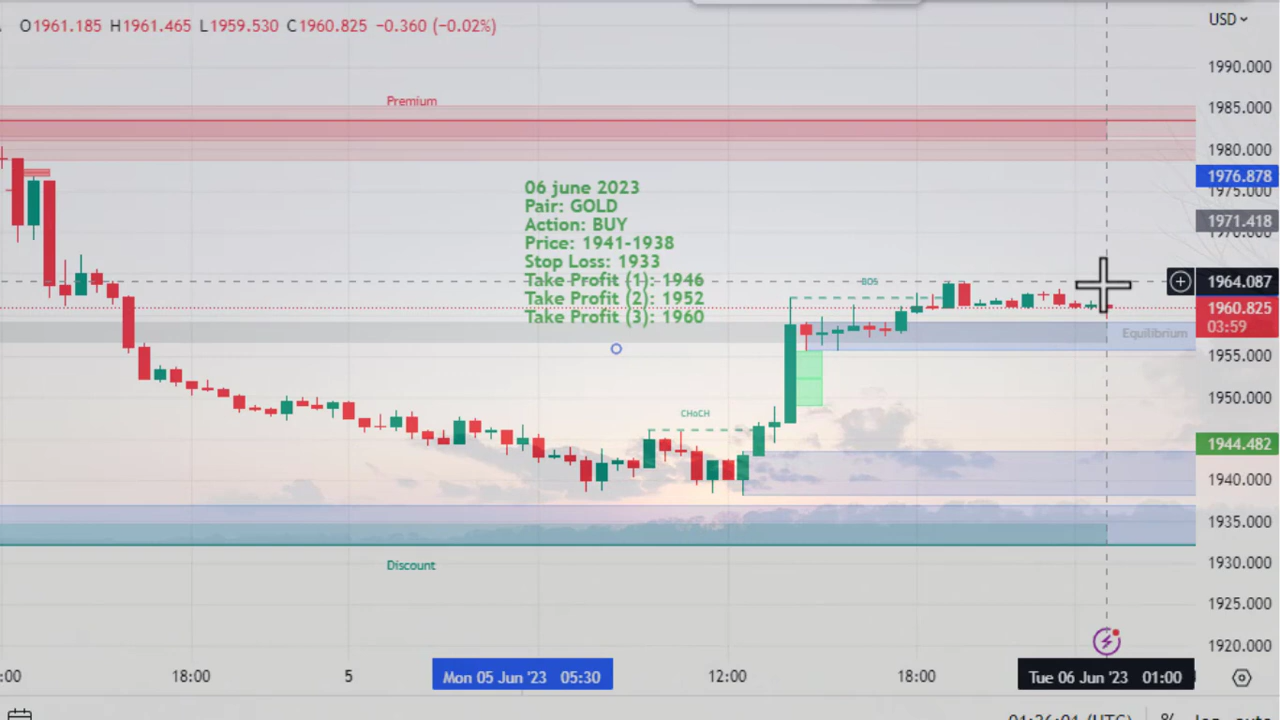 O1961.185 H1961.465 L1959.530 C1960.825 −0.360 (−0.02%)
USD
1990.000
Premium
1985.000
1980.000
1976.878
1975.000
06 june 2023
Pair: GOLD
Action: BUY
Price: 1941-1938
Stop Loss: 1933
Take Profit (1): 1946
Take Profit (2): 1952
Take Profit (3): 1960
1971.418
1970.000
BOS
1964.087
1960.825
03:59
Equilibrium
1955.000
1950.000
CHoCH
1944.482
1940.000
1935.000
Discount
1930.000
1925.000
1920.000
:00
18:00
5
Mon 05 Jun '23 05:30
12:00
18:00
Tue 06 Jun '23 01:00
%